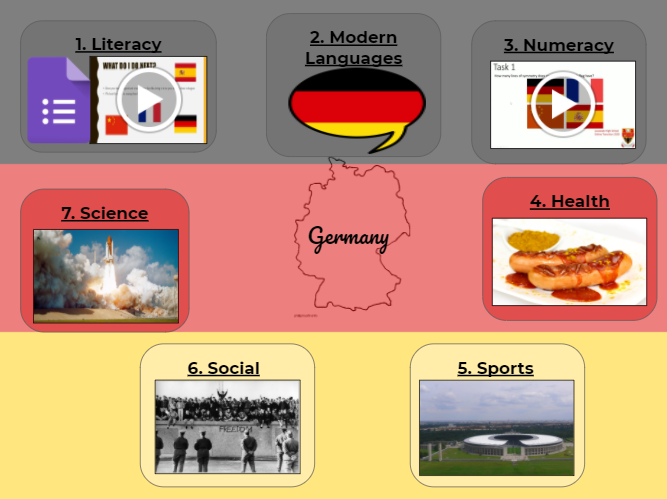 1. Literacy
WHAT DO I DO NEXT?
2. Modern
Languages
3. Numeracy
Task 1
7. Science
Germany
4. Health
6. Social
FREEDOM
5. Sports